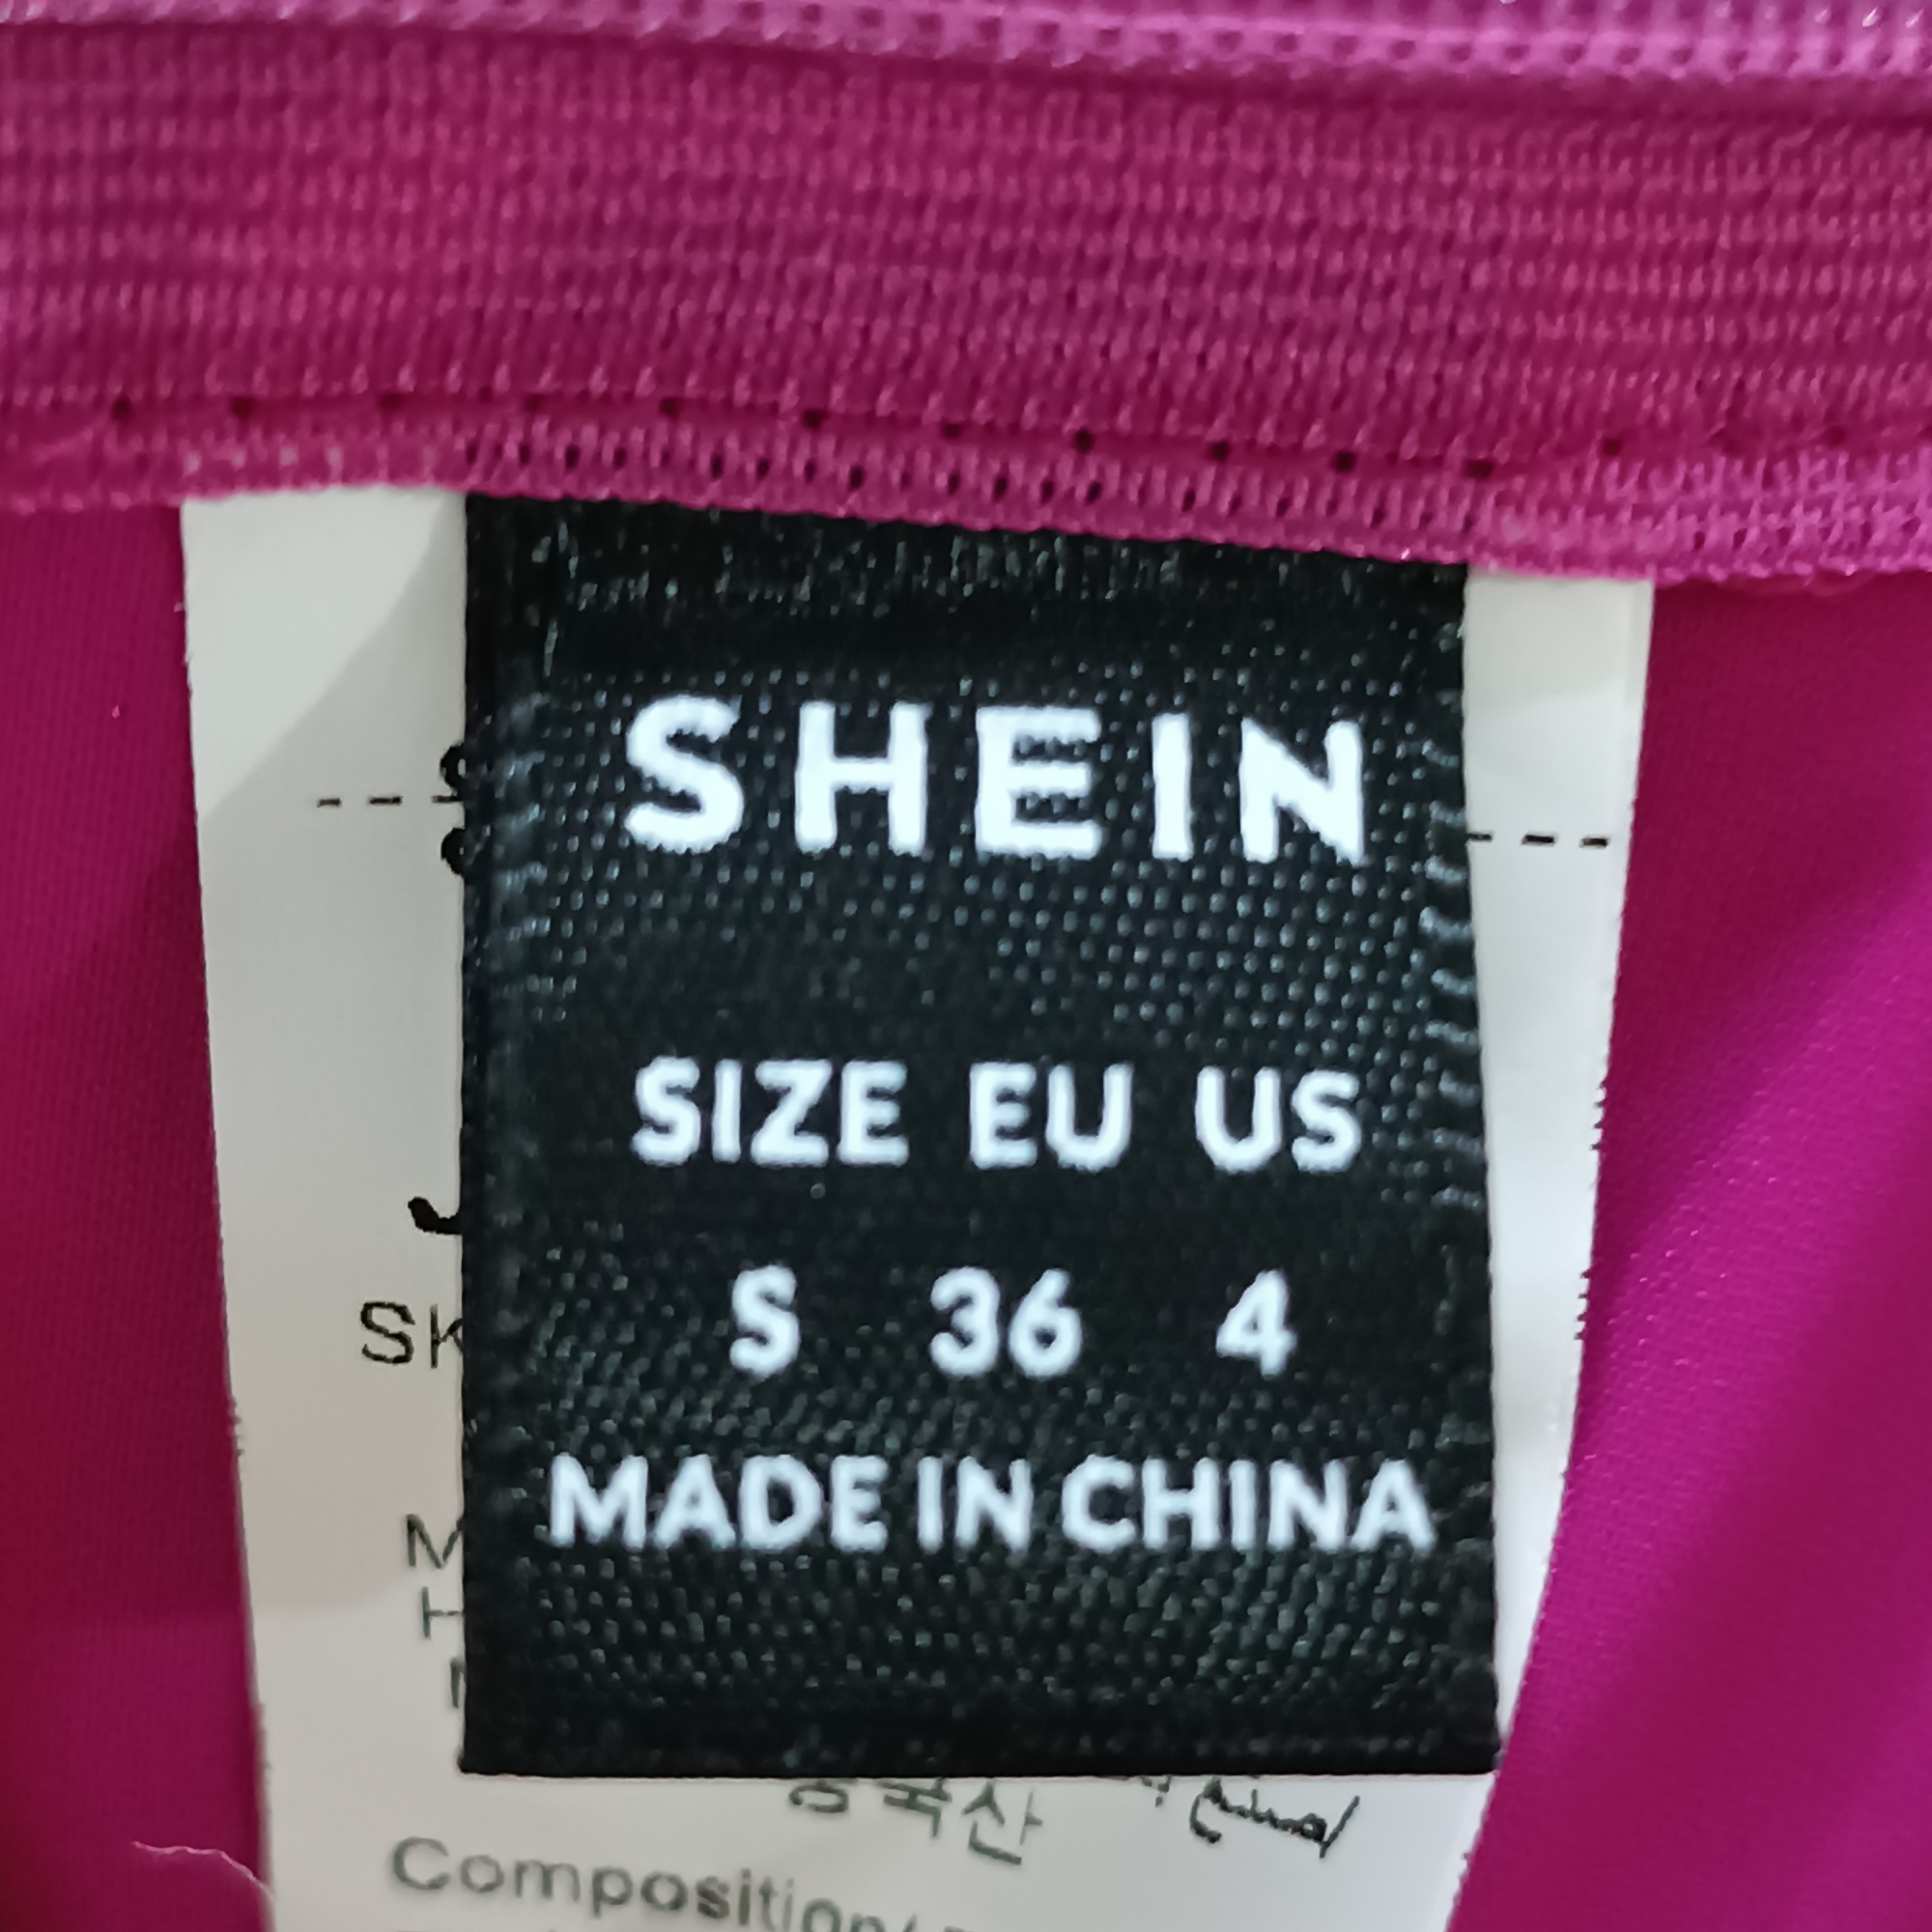 SHEIN
SIZE EU US
S 36 4
MADE IN CHINA
중국산
Composition/